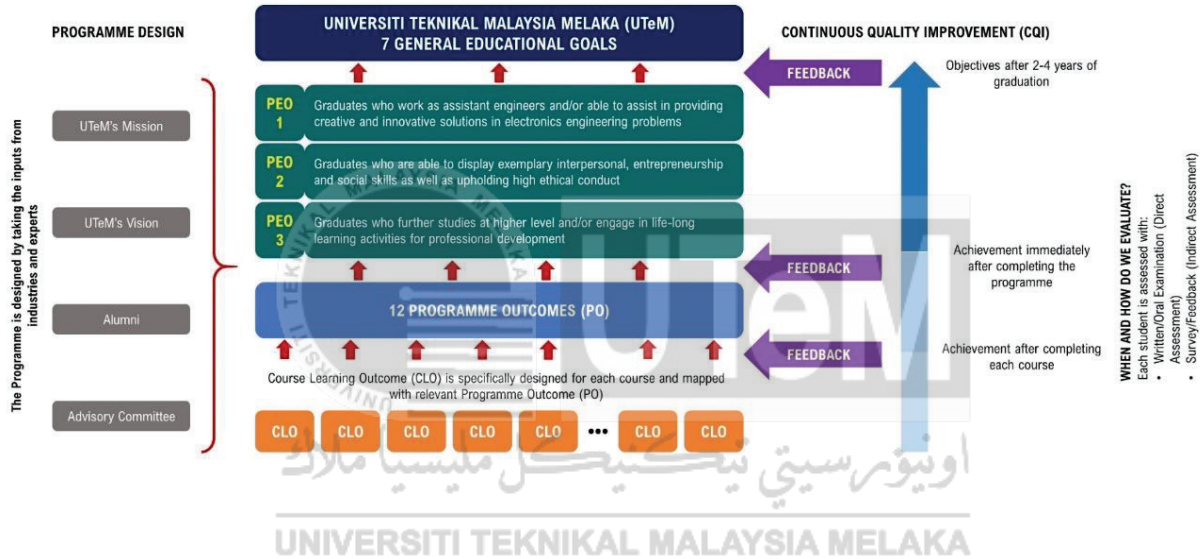 PROGRAMME DESIGN
UNIVERSITI TEKNIKAL MALAYSIA MELAKA (UTeM)
7 GENERAL EDUCATIONAL GOALS
CONTINUOUS QUALITY IMPROVEMENT (CQI)
The Programme is designed by taking the inputs from
industries and experts
UTeM's Mission
UTeM's Vision
Alumni
Advisory Committee
PEO
1
Graduates who work as assistant engineers and/or able to assist in providing
creative and innovative solutions in electronics engineering problems
PEO
2
Graduates who are able to display exemplary interpersonal, entrepreneurship
and social skills as well as upholding high ethical conduct
PEO
3
Graduates who further studies at higher level and/or engage in life-long
learning activities for professional development
12 PROGRAMME OUTCOMES (PO)
Course Learning Outcome (CLO) is specifically designed for each course and mapped
with relevant Programme Outcome (PO)
CLO
CLO
CLO
CLO
CLO
•••
CLO
CLO
FEEDBACK
Objectives after 2-4 years of
graduation
FEEDBACK
Achievement immediately
after completing the
programme
FEEDBACK
Achievement after completing
each course
WHEN AND HOW DO WE EVALUATE?
Each student is assessed with:
• Written/Oral Examination (Direct
Assessment)
• Survey/Feedback (Indirect Assessment)
UNIVERSITI TEKNIKAL MALAYSIA MELAKA
UTeM
اونيۏرسيتي تيكنيكل مليسيا ملاك
UNIVERSITI TEKNIKAL MALAYSIA MELAKA